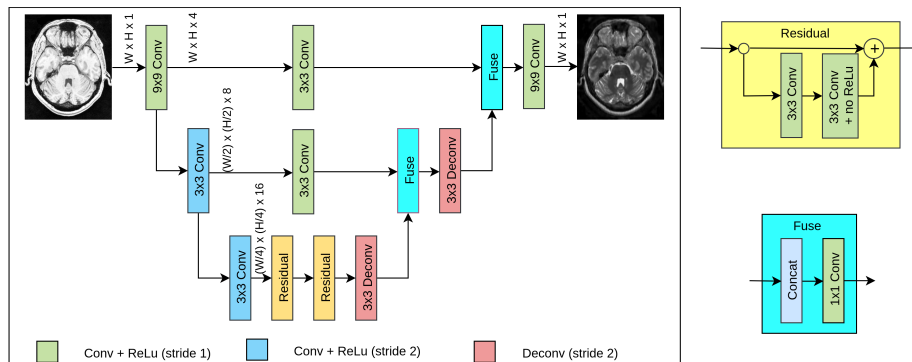 W x H x 1
9x9 Conv
W x H x 4
3x3 Conv
Fuse
9x9 Conv
W x H x 1
3x3 Conv
(W/2) x (H/2) x 8
3x3 Conv
Fuse
3x3 Deconv
3x3 Conv
(W/4) x (H/4) x 16
Residual
Residual
3x3 Deconv
Conv + ReLu (stride 1)
Conv + ReLu (stride 2)
Deconv (stride 2)
Residual
3x3 Conv
3x3 Conv
+ no ReLu
+
Fuse
Concat
1x1 Conv